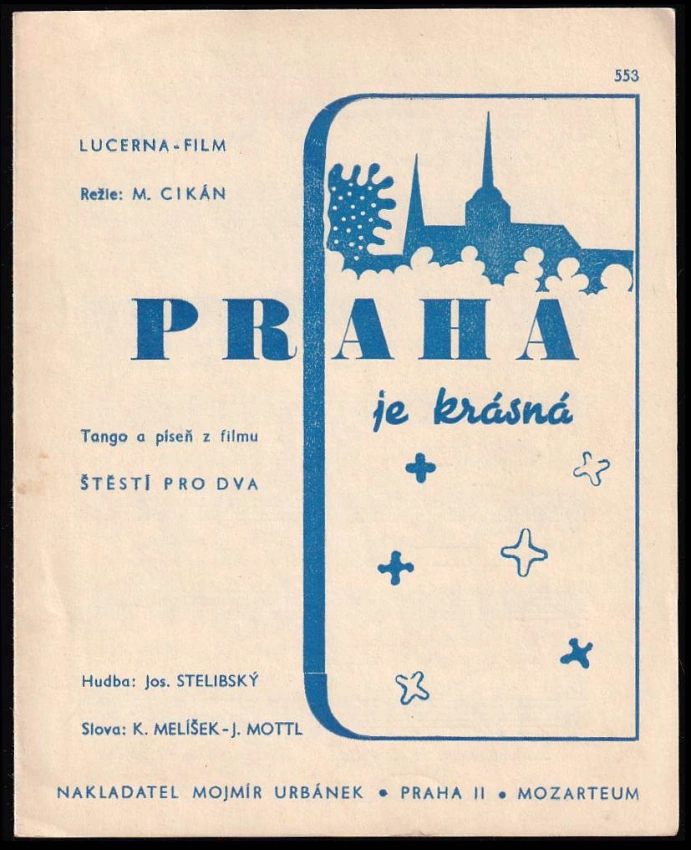 553
LUCERNA-FILM
Režie: M. CIKÁN
PRAHA
je krásná
Tango a píseň z filmu
ŠTĚSTÍ PRO DVA
Hudba: Jos. STELIBSKÝ
Slova: K. MELÍŠEK-J. MOTTL
NAKLADATEL MOJMÍR URBÁNEK • PRAHA II • MOZARTEUM